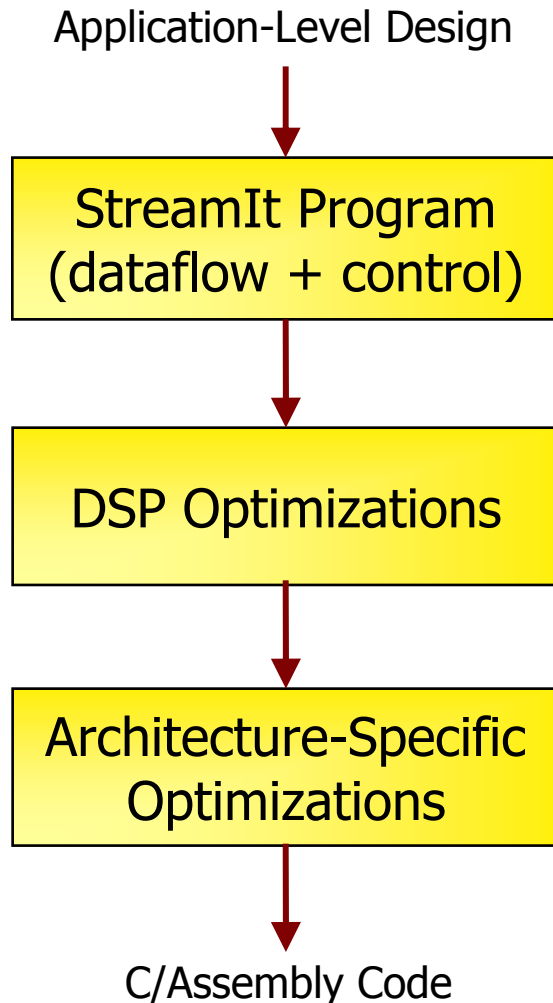 Application-Level Design
StreamIt Program
(dataflow + control)
DSP Optimizations
Architecture-Specific
Optimizations
C/Assembly Code